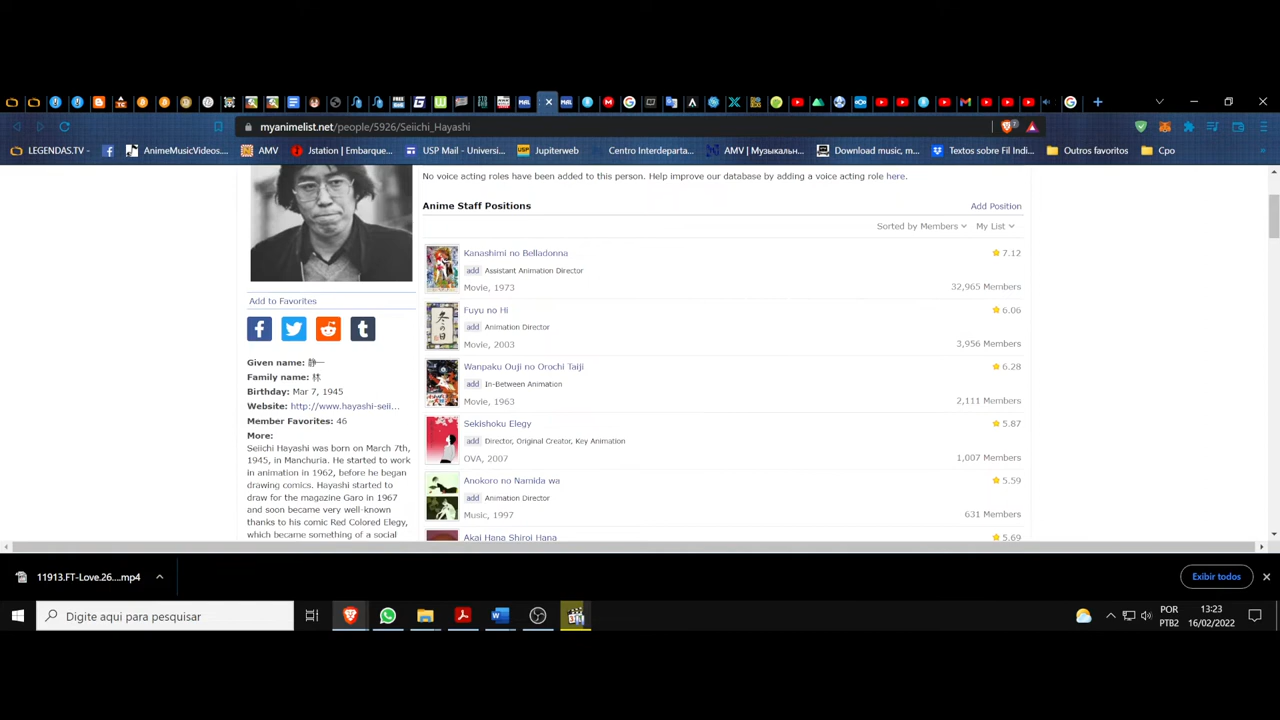 myanimelist.net/people/5926/Seiichi_Hayashi
LEGENDAS.TV - AnimeMusicVideos... AMV Jstation | Embarque... USP Mail - Universi... Jupiterweb Centro Interdeparta... AMV | Музыкальн... Download music, m... Textos sobre Fil Indi... Outros favoritos Cpo
No voice acting roles have been added to this person. Help improve our database by adding a voice acting role here.
Anime Staff Positions Add Position
Sorted by Members My List
Kanashimi no Belladonna 7.12
add Assistant Animation Director
Movie, 1973 32,965 Members
Fuyu no Hi 6.06
add Animation Director
Movie, 2003 3,956 Members
Wanpaku Ouji no Orochi Taiji 6.28
add In-Between Animation
Movie, 1963 2,111 Members
Sekishoku Elegy 5.87
add Director, Original Creator, Key Animation
OVA, 2007 1,007 Members
Anokoro no Namida wa 5.59
add Animation Director
Music, 1997 631 Members
Akai Hana Shiroi Hana 5.69
Add to Favorites
Given name: 静一
Family name: 林
Birthday: Mar 7, 1945
Website: http://www.hayashi-seii...
Member Favorites: 46
More:
Seiichi Hayashi was born on March 7th,
1945, in Manchuria. He started to work
in animation in 1962, before he began
drawing comics. Hayashi started to
draw for the magazine Garo in 1967
and soon became very well-known
thanks to his comic Red Colored Elegy,
which became something of a social
11913.FT-Love.26....mp4 Exibir todos
Digite aqui para pesquisar
POR 13:23
PTB2 16/02/2022